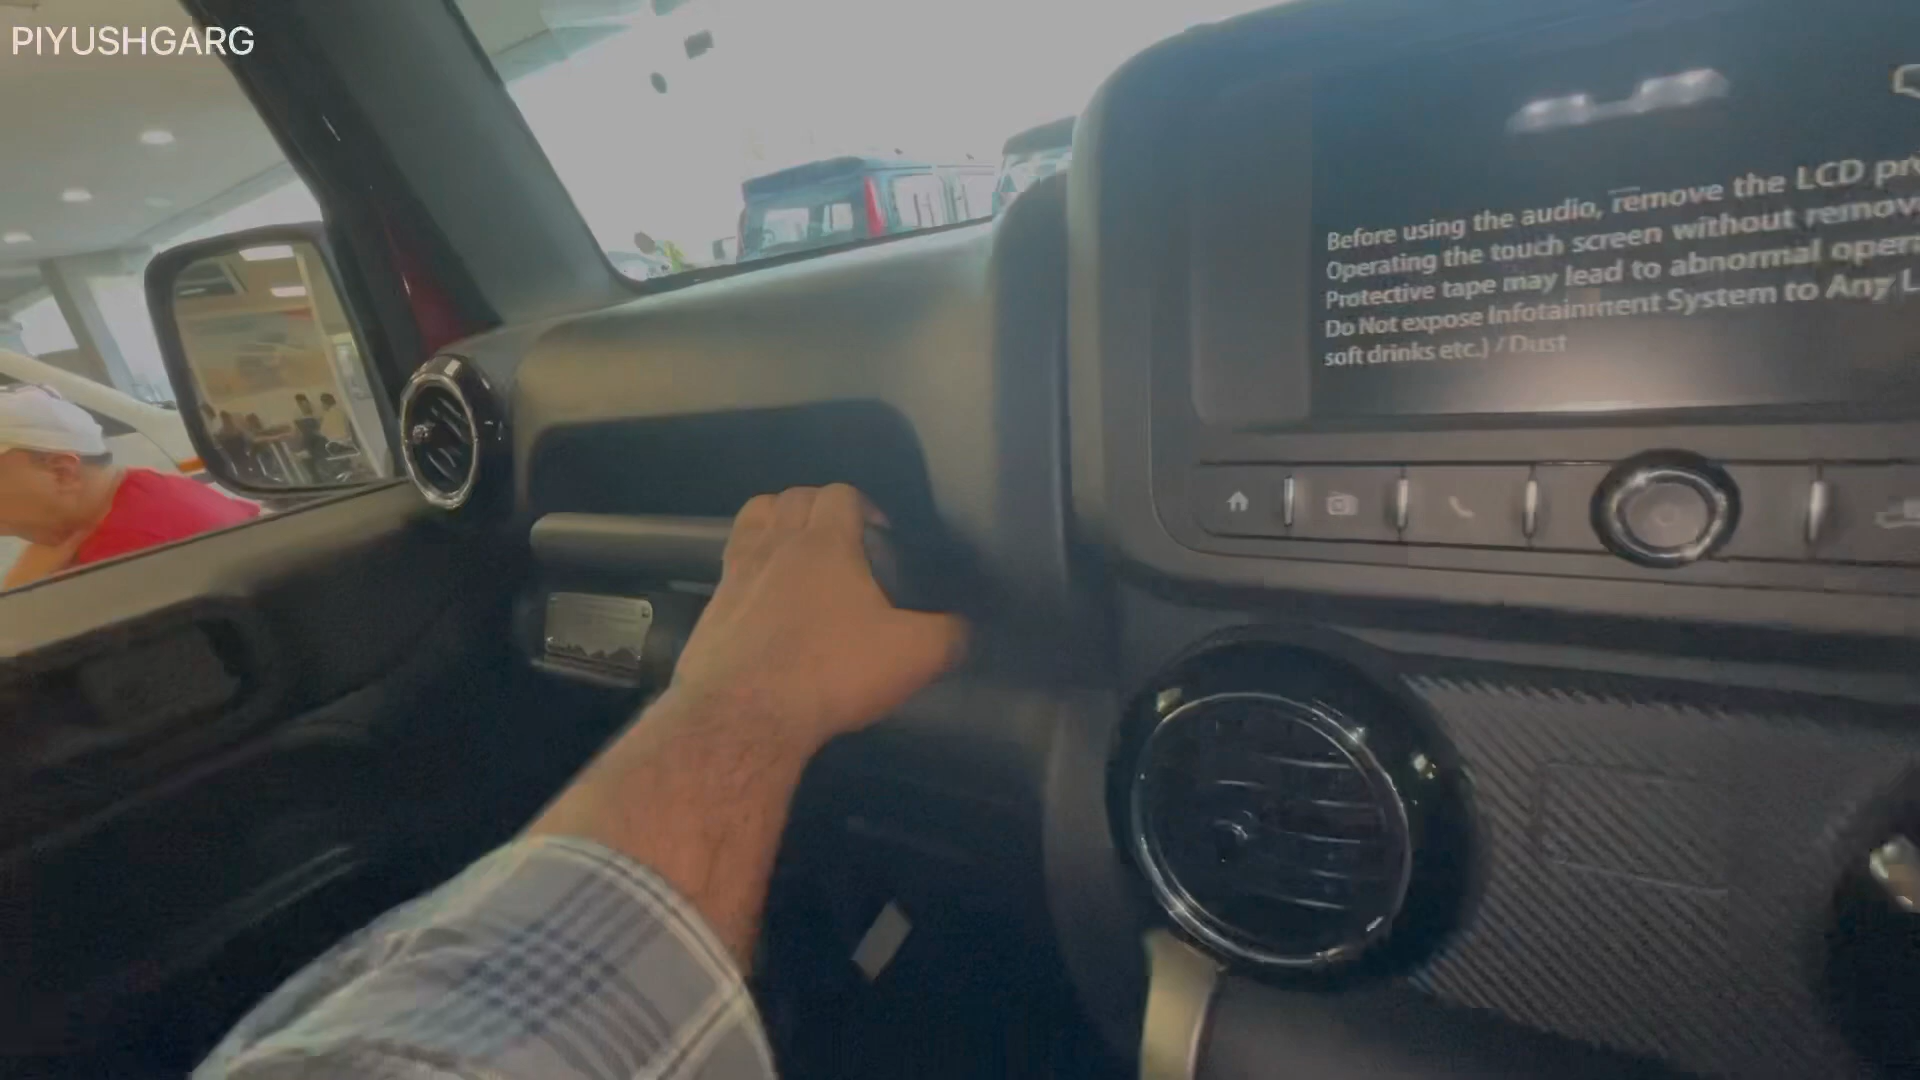 PIYUSHGARG
Before using the audio, remove the LCD
Operating the touch screen without
Protective tape may lead to abnormal
Do Not expose Infotainment System to Any
soft drinks etc.) / Dust